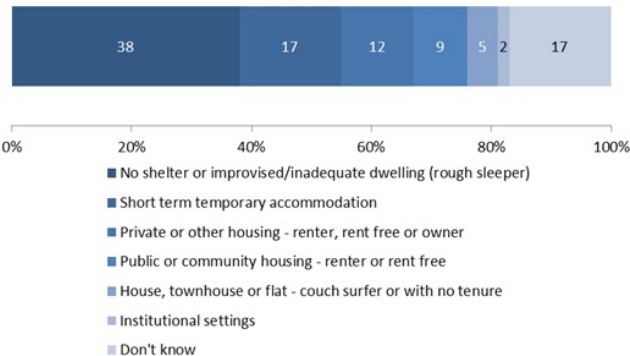 38 17 12 9 5 2 17
0% 20% 40% 60% 80% 100%
No shelter or improvised/inadequate dwelling (rough sleeper)
Short term temporary accommodation
Private or other housing - renter, rent free or owner
Public or community housing - renter or rent free
House, townhouse or flat - couch surfer or with no tenure
Institutional settings
Don't know